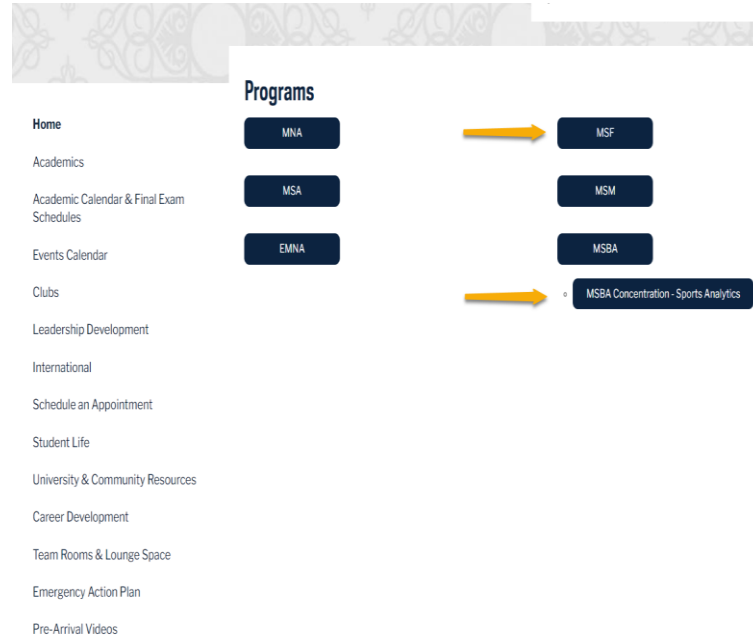 Programs
Home
Academics
Academic Calendar & Final Exam
Schedules
Events Calendar
Clubs
Leadership Development
International
Schedule an Appointment
Student Life
University & Community Resources
Career Development
Team Rooms & Lounge Space
Emergency Action Plan
Pre-Arrival Videos
MNA
MSF
MSA
MSM
EMNA
MSBA
MSBA Concentration - Sports Analytics